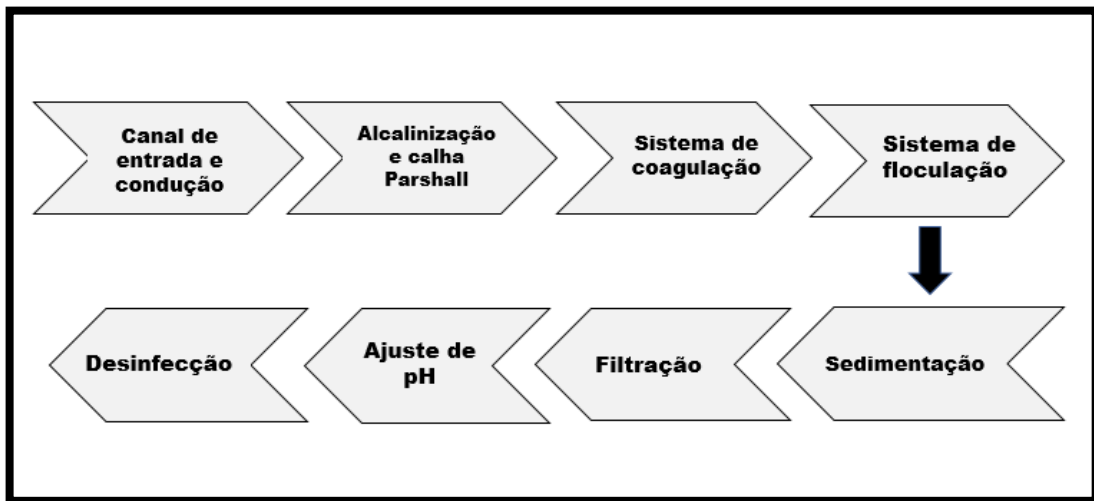 Canal de
entrada e
condução
Alcalinização
e calha
Parshall
Sistema de
coagulação
Sistema de
floculação
Sedimentação
Filtração
Ajuste de
pH
Desinfecção